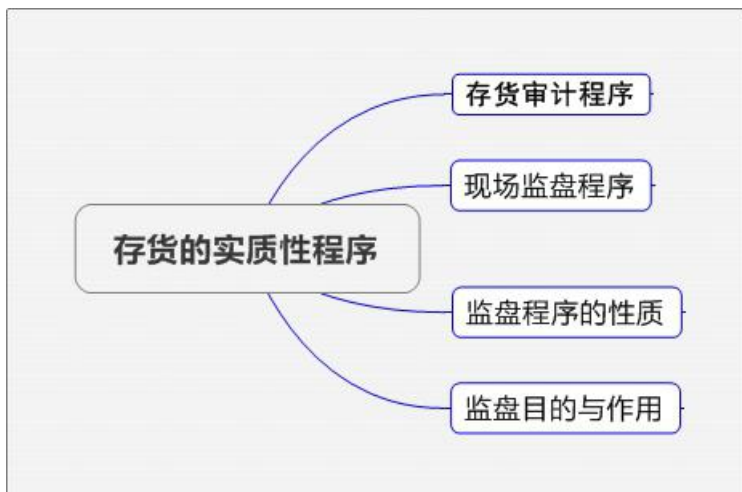 存货审计程序
现场监盘程序
存货的实质性程序
监盘程序的性质
监盘目的与作用